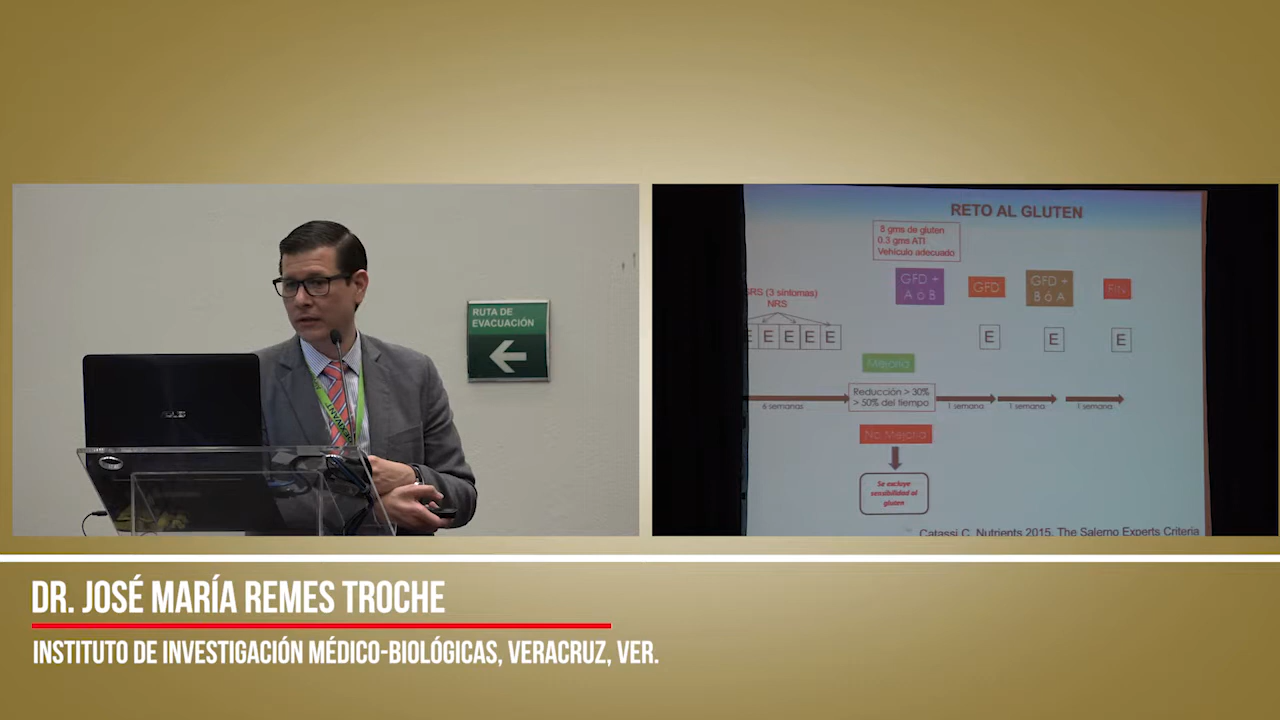 RUTA DE
EVACUACIÓN
ASUS
RETO AL GLUTEN
8 gms de gluten
0.3 gms ATI
Vehículo adecuado
GFD +
A o B
GFD
GFD +
B ó A
FIN
(3 síntomas)
NRS
E E E E
E
E
E
Mejoría
Reducción > 30%
> 50% del tiempo
6 semanas
1 semana
1 semana
1 semana
No Mejoría
Se excluye
sensibilidad al
gluten
Catassi C, Nutrients 2015, The Salerno Experts Criteria
DR. JOSÉ MARÍA REMES TROCHE
INSTITUTO DE INVESTIGACIÓN MÉDICO-BIOLÓGICAS, VERACRUZ, VER.